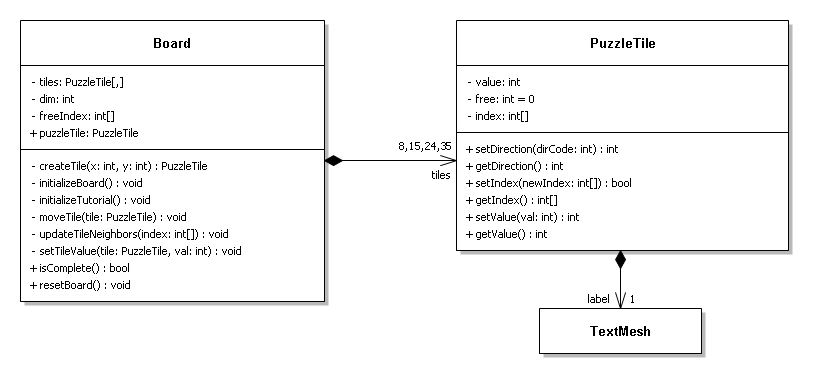 Board
- tiles: PuzzleTile[,]
- dim: int
- freeIndex: int[]
+ puzzleTile: PuzzleTile
- createTile(x: int, y: int) : PuzzleTile
- initializeBoard() : void
- initializeTutorial() : void
- moveTile(tile: PuzzleTile) : void
- updateTileNeighbors(index: int[]) : void
- setTileValue(tile: PuzzleTile, val: int) : void
+ isComplete() : bool
+ resetBoard() : void
8,15,24,35
tiles
PuzzleTile
- value: int
- free: int = 0
- index: int[]
+ setDirection(dirCode: int) : int
+ getDirection() : int
+ setIndex(newIndex: int[]) : bool
+ getIndex() : int[]
+ setValue(val: int) : int
+ getValue() : int
label 1
TextMesh